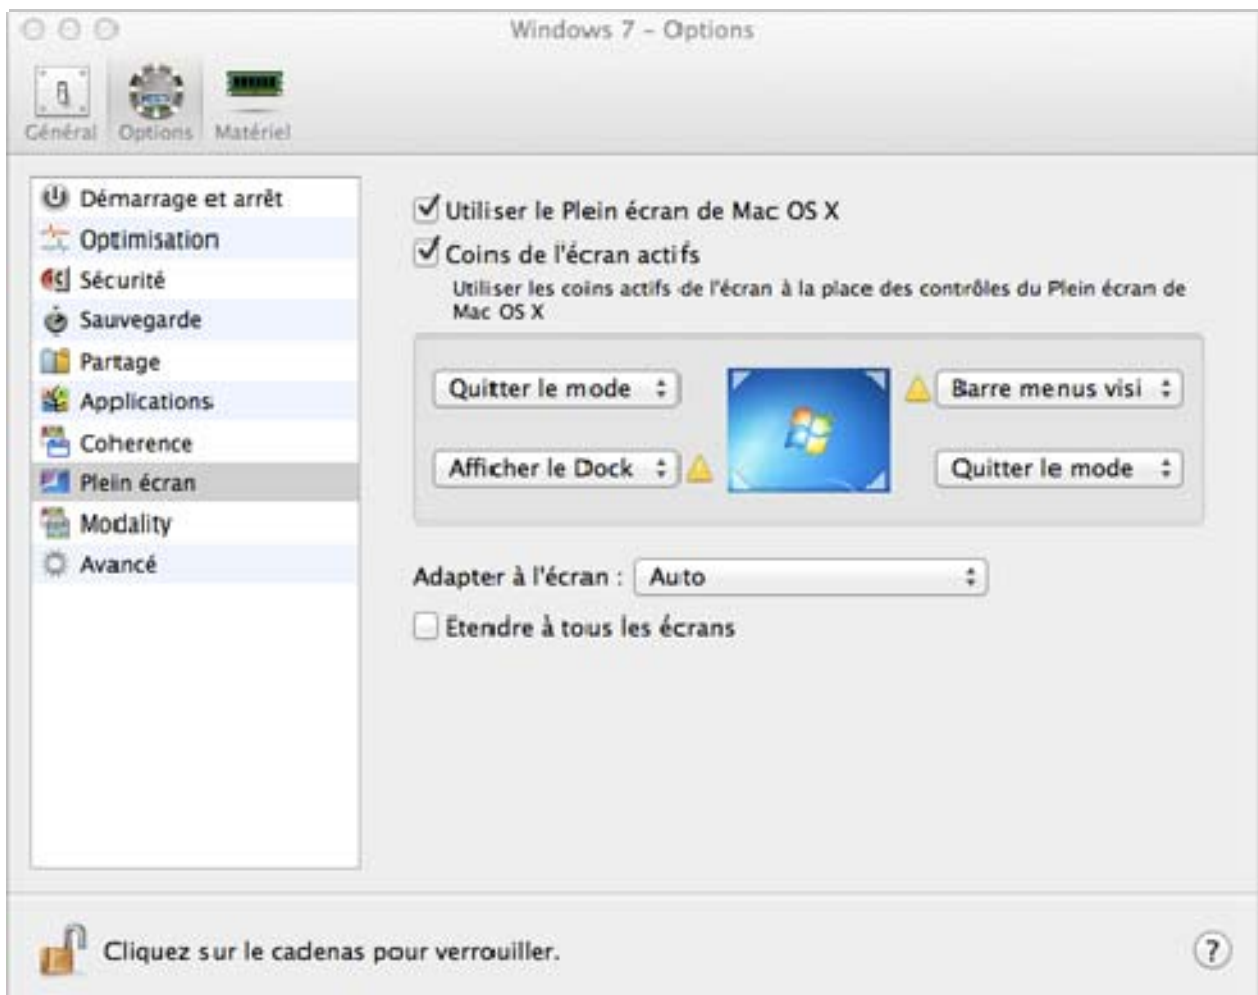 Windows 7 – Options
Général
Options
Matériel
Démarrage et arrêt
Optimisation
Sécurité
Sauvegarde
Partage
Applications
Coherence
Plein écran
Modality
Avancé
Utiliser le Plein écran de Mac OS X
Coins de l'écran actifs
Utiliser les coins actifs de l'écran à la place des contrôles du Plein écran de
Mac OS X
Quitter le mode
Barre menus visi
Afficher le Dock
Quitter le mode
Adapter à l'écran : Auto
Etendre à tous les écrans
Cliquez sur le cadenas pour verrouiller.
?